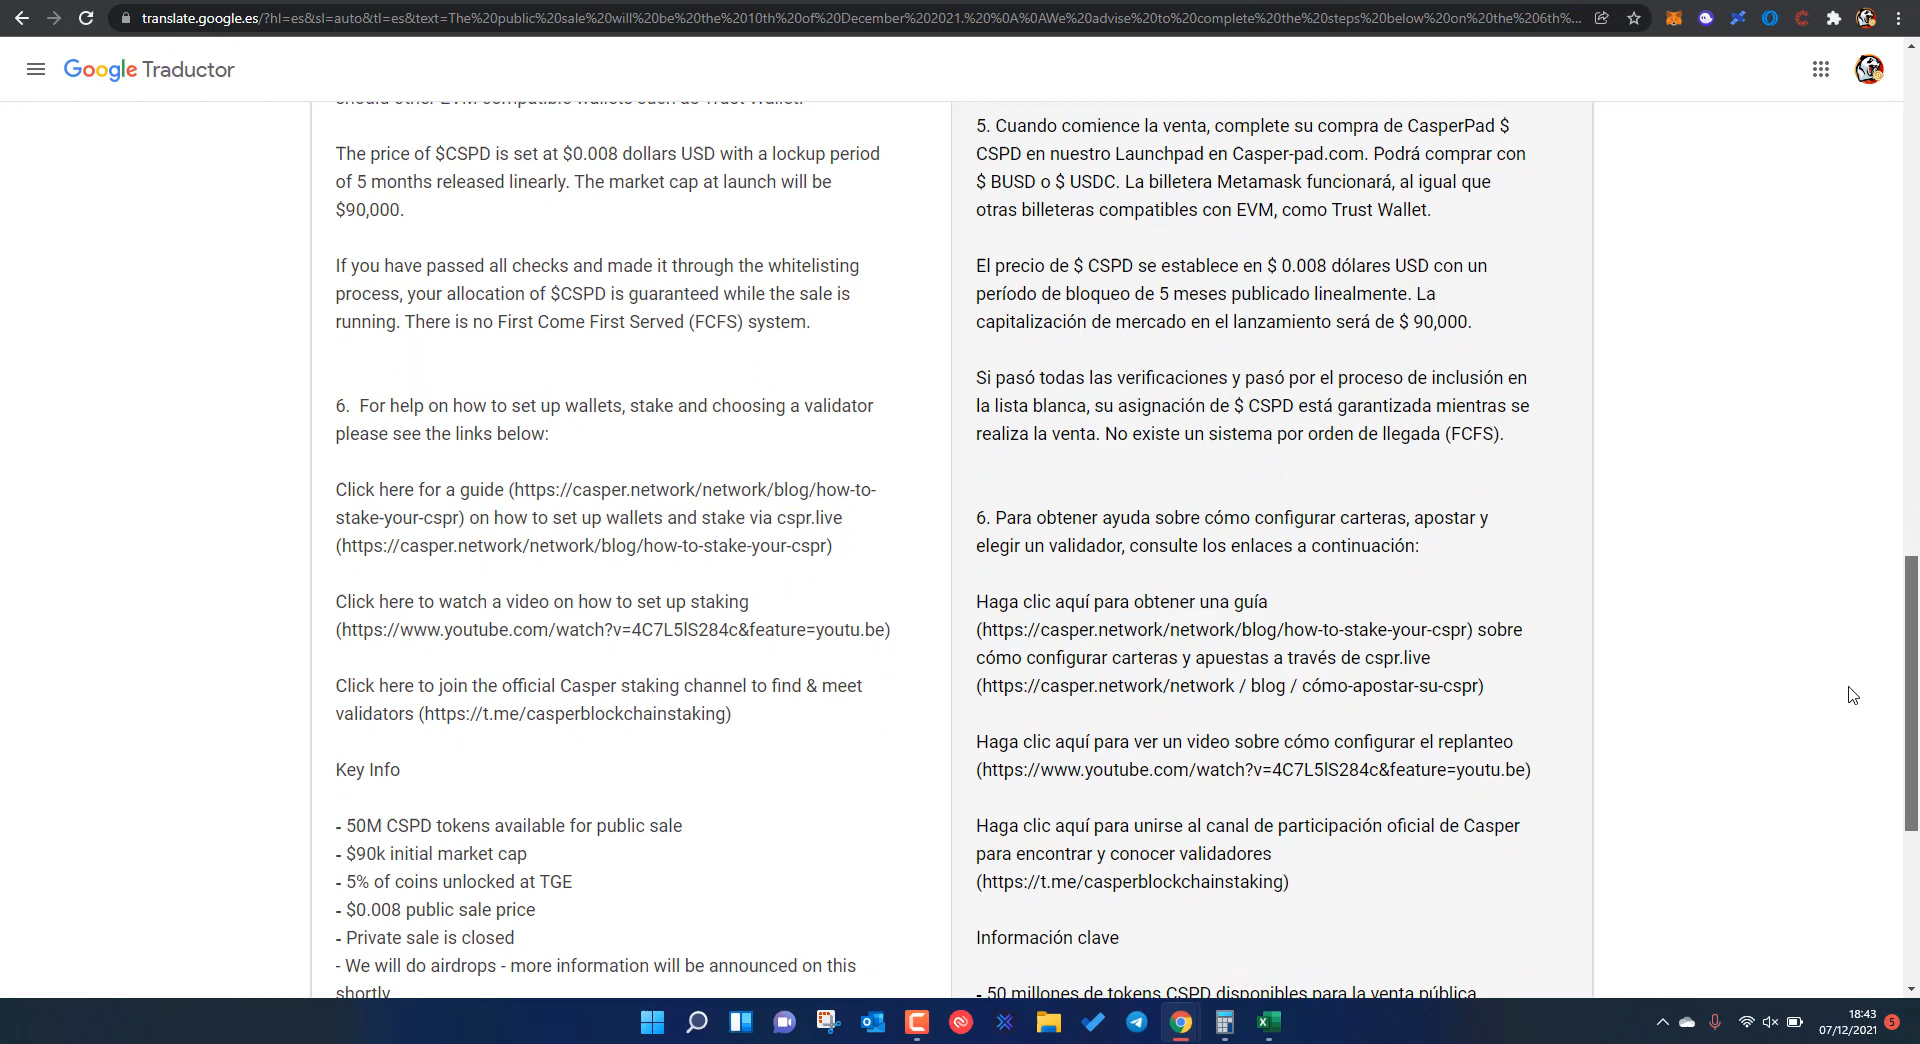 translate.google.es/?hl=es&sl=auto&tl=es&text=The%20public%20sale%20will%20be%20the%2010th%20of%20December%202021.%20%0A%0AWe%20advise%20to%20complete%20the%20steps%20below%20on%20the%206th%...
Google Traductor
should other EVM compatible wallets such as Trust Wallet.
The price of $CSPD is set at $0.008 dollars USD with a lockup period
of 5 months released linearly. The market cap at launch will be
$90,000.
If you have passed all checks and made it through the whitelisting
process, your allocation of $CSPD is guaranteed while the sale is
running. There is no First Come First Served (FCFS) system.
6.  For help on how to set up wallets, stake and choosing a validator
please see the links below:
Click here for a guide (https://casper.network/network/blog/how-to-
stake-your-cspr) on how to set up wallets and stake via cspr.live
(https://casper.network/network/blog/how-to-stake-your-cspr)
Click here to watch a video on how to set up staking
(https://www.youtube.com/watch?v=4C7L5lS284c&feature=youtu.be)
Click here to join the official Casper staking channel to find & meet
validators (https://t.me/casperblockchainstaking)
Key Info
- 50M CSPD tokens available for public sale
- $90k initial market cap
- 5% of coins unlocked at TGE
- $0.008 public sale price
- Private sale is closed
- We will do airdrops - more information will be announced on this
shortly
5. Cuando comience la venta, complete su compra de CasperPad $
CSPD en nuestro Launchpad en Casper-pad.com. Podrá comprar con
$ BUSD o $ USDC. La billetera Metamask funcionará, al igual que
otras billeteras compatibles con EVM, como Trust Wallet.
El precio de $ CSPD se establece en $ 0.008 dólares USD con un
período de bloqueo de 5 meses publicado linealmente. La
capitalización de mercado en el lanzamiento será de $ 90,000.
Si pasó todas las verificaciones y pasó por el proceso de inclusión en
la lista blanca, su asignación de $ CSPD está garantizada mientras se
realiza la venta. No existe un sistema por orden de llegada (FCFS).
6. Para obtener ayuda sobre cómo configurar carteras, apostar y
elegir un validador, consulte los enlaces a continuación:
Haga clic aquí para obtener una guía
(https://casper.network/network/blog/how-to-stake-your-cspr) sobre
cómo configurar carteras y apuestas a través de cspr.live
(https://casper.network/network / blog / cómo-apostar-su-cspr)
Haga clic aquí para ver un video sobre cómo configurar el replanteo
(https://www.youtube.com/watch?v=4C7L5lS284c&feature=youtu.be)
Haga clic aquí para unirse al canal de participación oficial de Casper
para encontrar y conocer validadores
(https://t.me/casperblockchainstaking)
Información clave
- 50 millones de tokens CSPD disponibles para la venta pública
18:43
07/12/2021
5